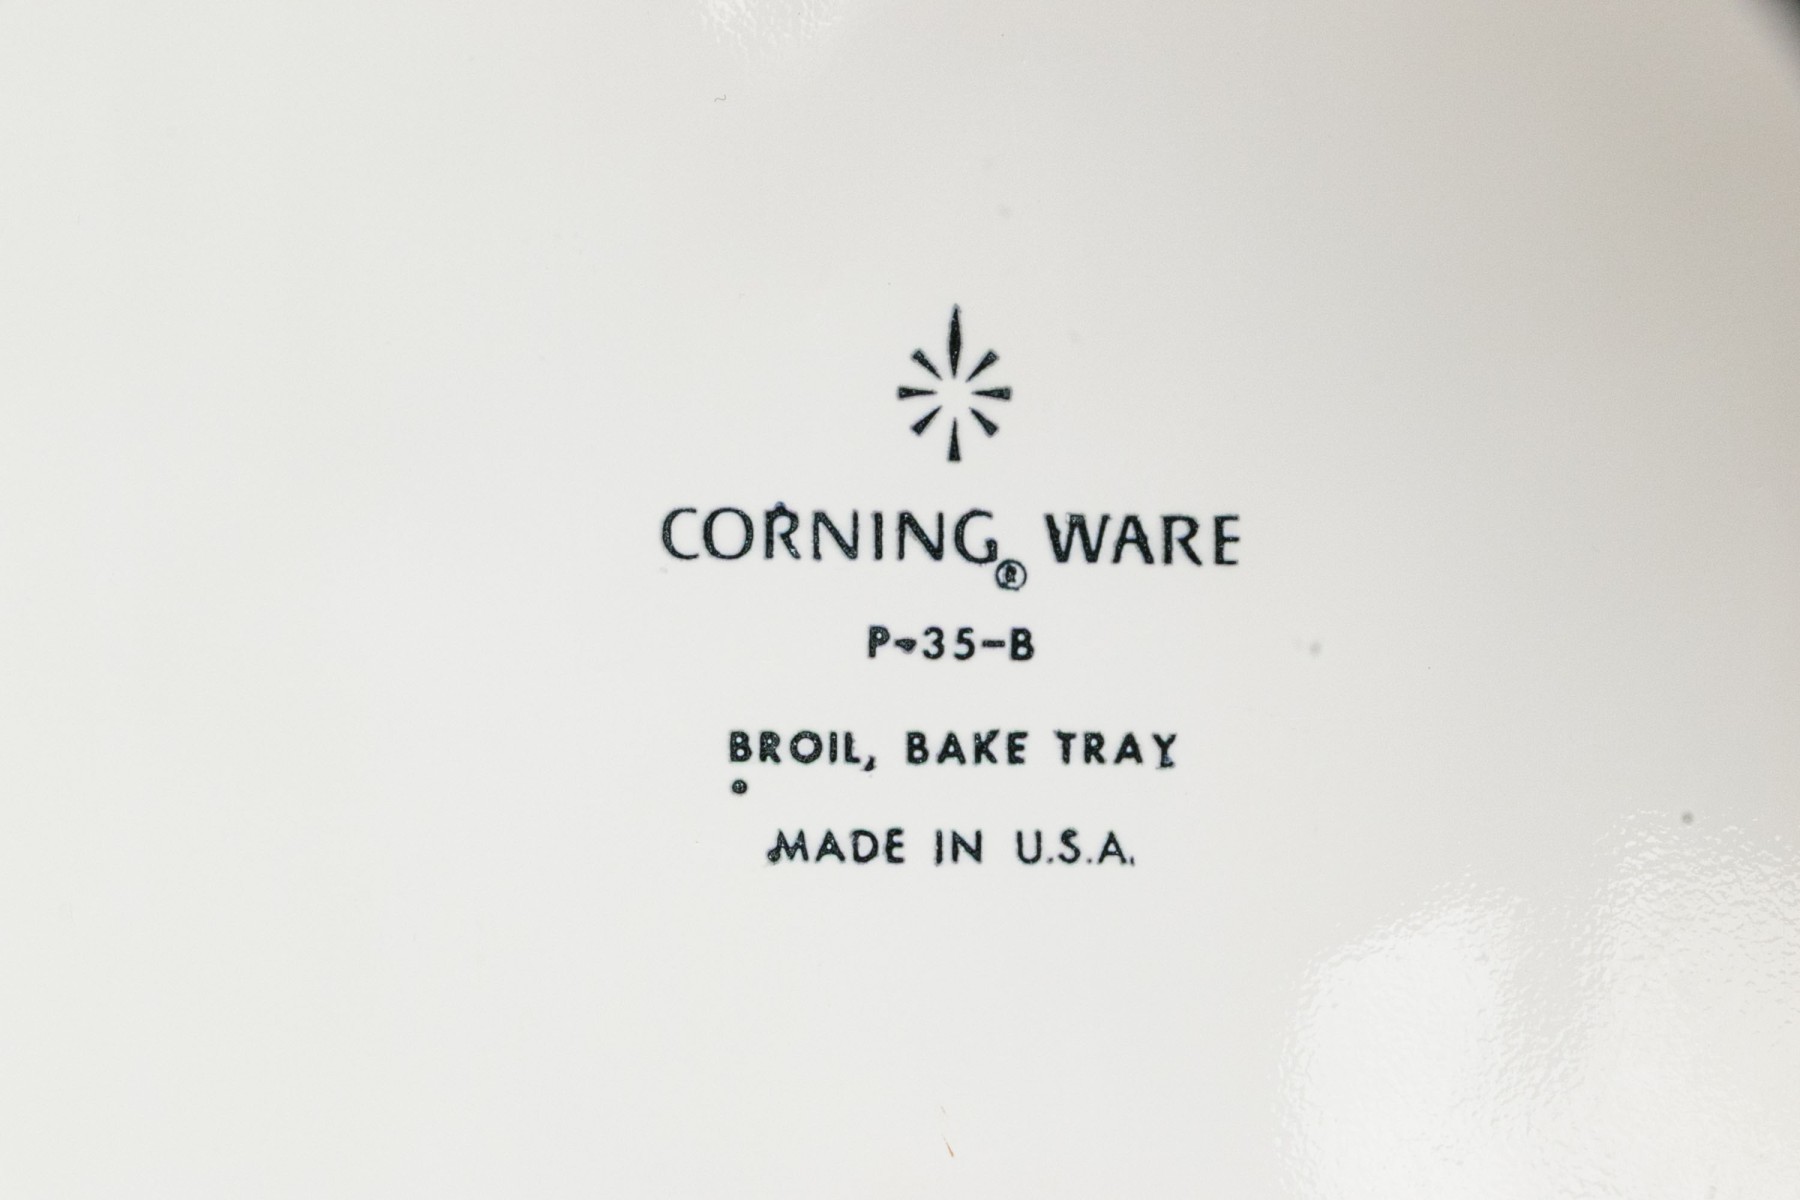 CORNING® WARE
P-35-B
BROIL, BAKE TRAY
MADE IN U.S.A.